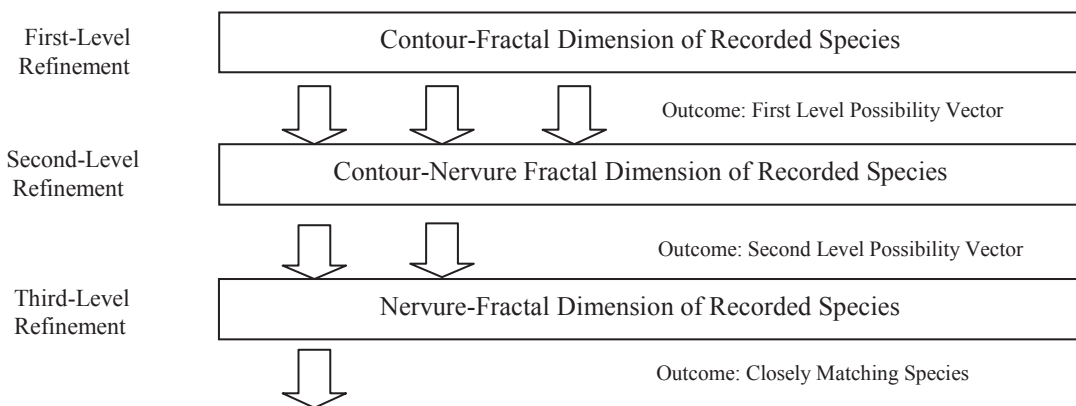 First-Level
Refinement
Contour-Fractal Dimension of Recorded Species
Outcome: First Level Possibility Vector
Second-Level
Refinement
Contour-Nervure Fractal Dimension of Recorded Species
Outcome: Second Level Possibility Vector
Third-Level
Refinement
Nervure-Fractal Dimension of Recorded Species
Outcome: Closely Matching Species